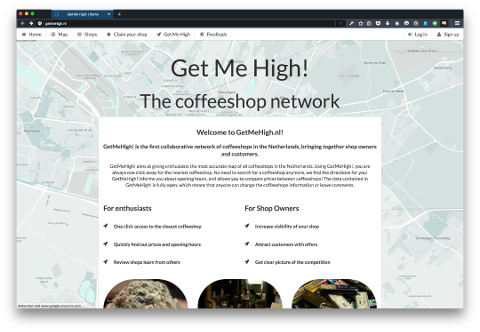 Get Me High | Home
getmehigh.nl
Home Map Shops Claim your shop Get Me High Feedback Log in Sign up
Get Me High!
The coffeeshop network
Welcome to GetMeHigh.nl!
GetMeHigh! is the first collaborative network of coffeeshops in the Netherlands, bringing together shop owners
and customers.
GetMeHigh! aims at giving enthusiasts the most accurate map of all coffeeshops in the Netherlands. Using GetMeHigh!, you are
always one click away for the nearest coffeeshop. No need to search for a coffeeshop anymore, we find the directions for you!
GetMeHigh! informs you about opening hours, and allows you to compare prices between coffeeshops! The data contained in
GetMeHigh! is fully open, which means that anyone can change the coffeeshops information or leave comments.
For enthusiasts
One click access to the closest coffeeshop
Quickly find out prices and opening hours
Review shops learn from others
For Shop Owners
Increase visibility of your shop
Attract customers with offers
Get clear picture of the competition